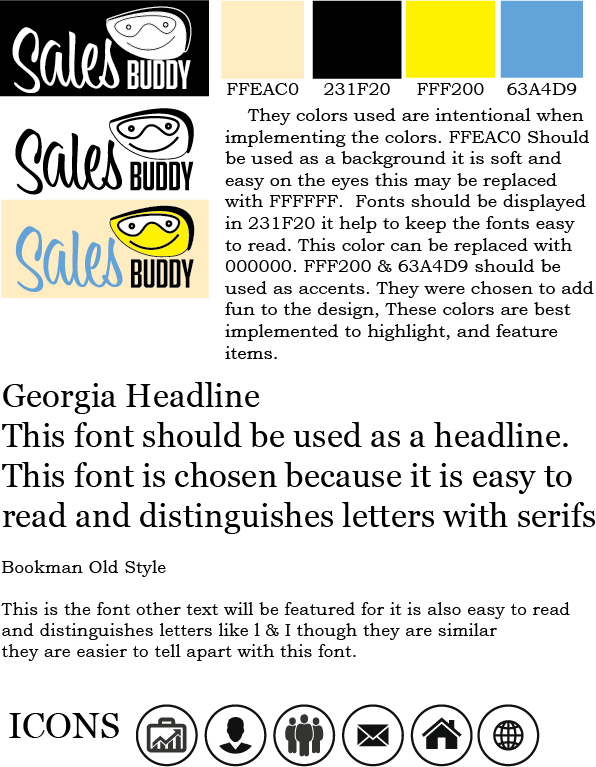 Sales BUDDY
Sales BUDDY
Sales BUDDY
FFEAC0 231F20 FFF200 63A4D9
They colors used are intentional when
implementing the colors. FFEAC0 Should
be used as a background it is soft and
easy on the eyes this may be replaced
with FFFFFF. Fonts should be displayed
in 231F20 it help to keep the fonts easy
to read. This color can be replaced with
000000. FFF200 & 63A4D9 should be
used as accents. They were chosen to add
fun to the design, These colors are best
implemented to highlight, and feature
items.
Georgia Headline
This font should be used as a headline.
This font is chosen because it is easy to
read and distinguishes letters with serifs
Bookman Old Style
This is the font other text will be featured for it is also easy to read
and distinguishes letters like l & I though they are similar
they are easier to tell apart with this font.
ICONS